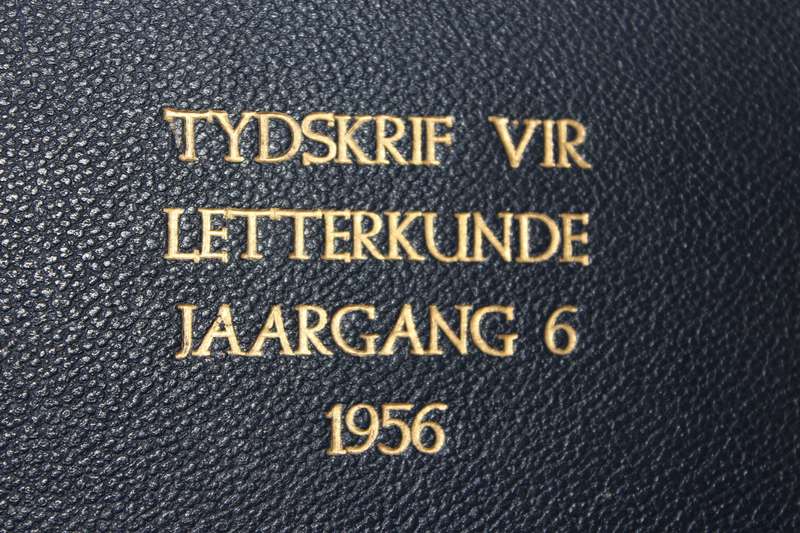 TYDSKRIF VIR
LETTERKUNDE
JAARGANG 6
1956